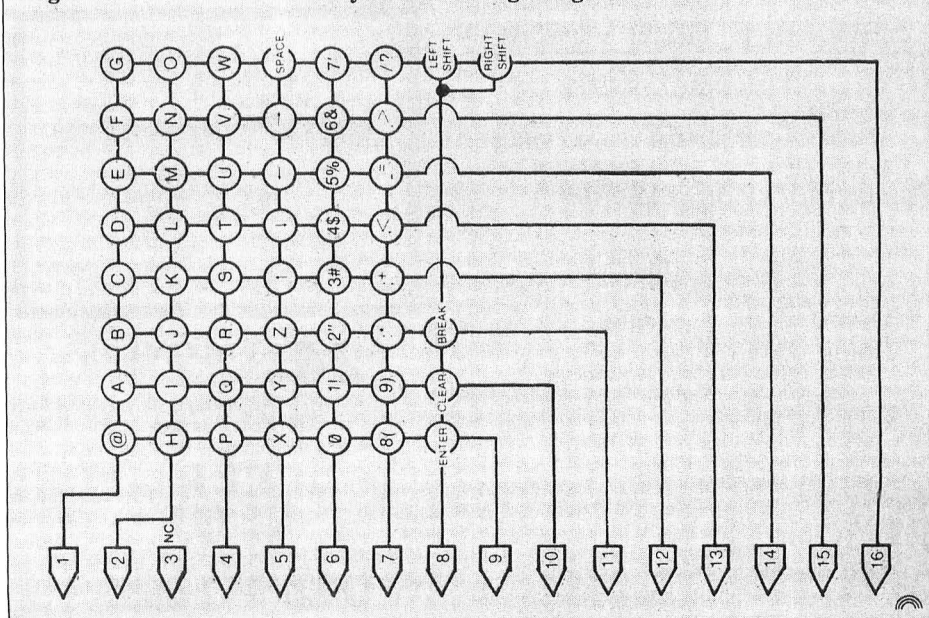 1
@ A B C D E F G
2
NC
3 H I J K L M N O
4 P Q R S T U V W
5 X Y Z ↑ ↓ ← → SPACE
6 Ø 1! 2" 3# 4$ 5% 6& 7'
7 8( 9) :* ;+ ,< -= .> /?
8 ENTER CLEAR BREAK LEFT
SHIFT
9 RIGHT
SHIFT
10
11
12
13
14
15
16